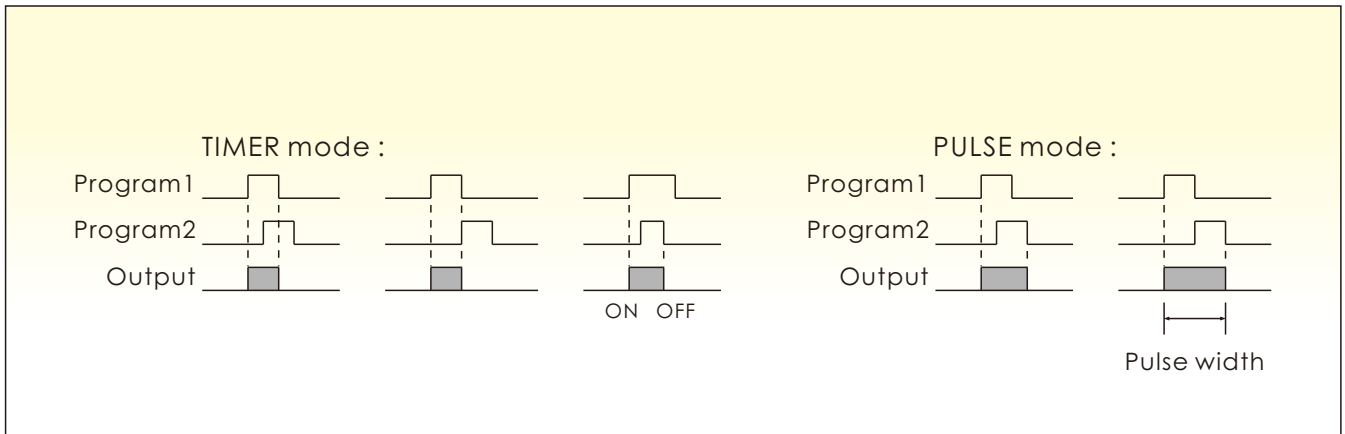 TIMER mode :
Program1
Program2
Output
ON OFF
PULSE mode :
Program1
Program2
Output
Pulse width